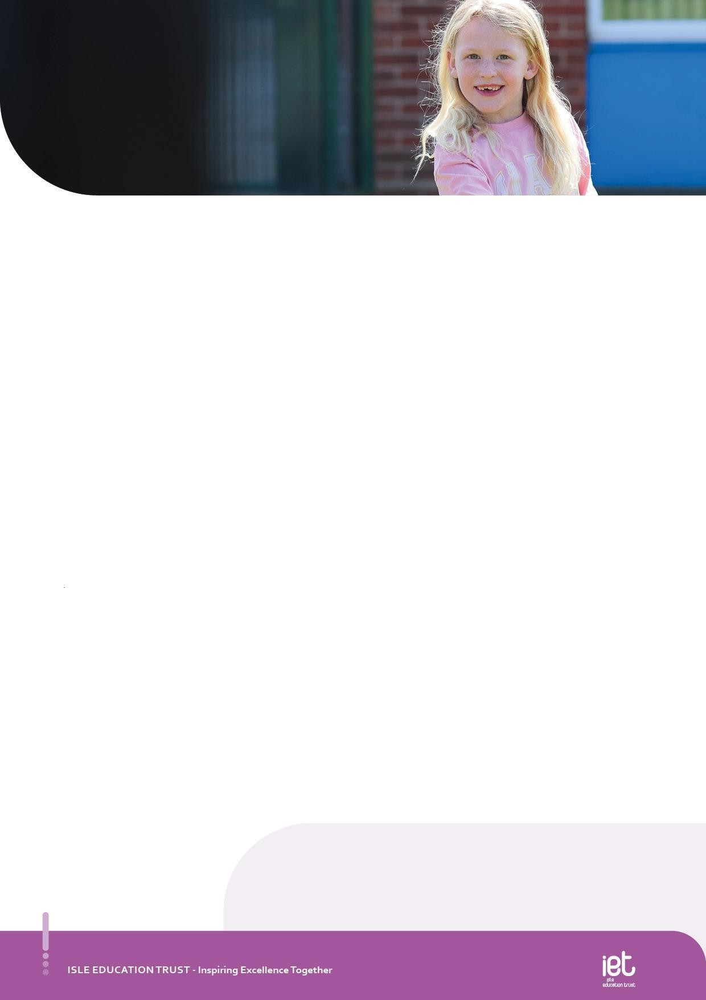 ISLE EDUCATION TRUST - Inspiring Excellence Together
iet
isle
education trust